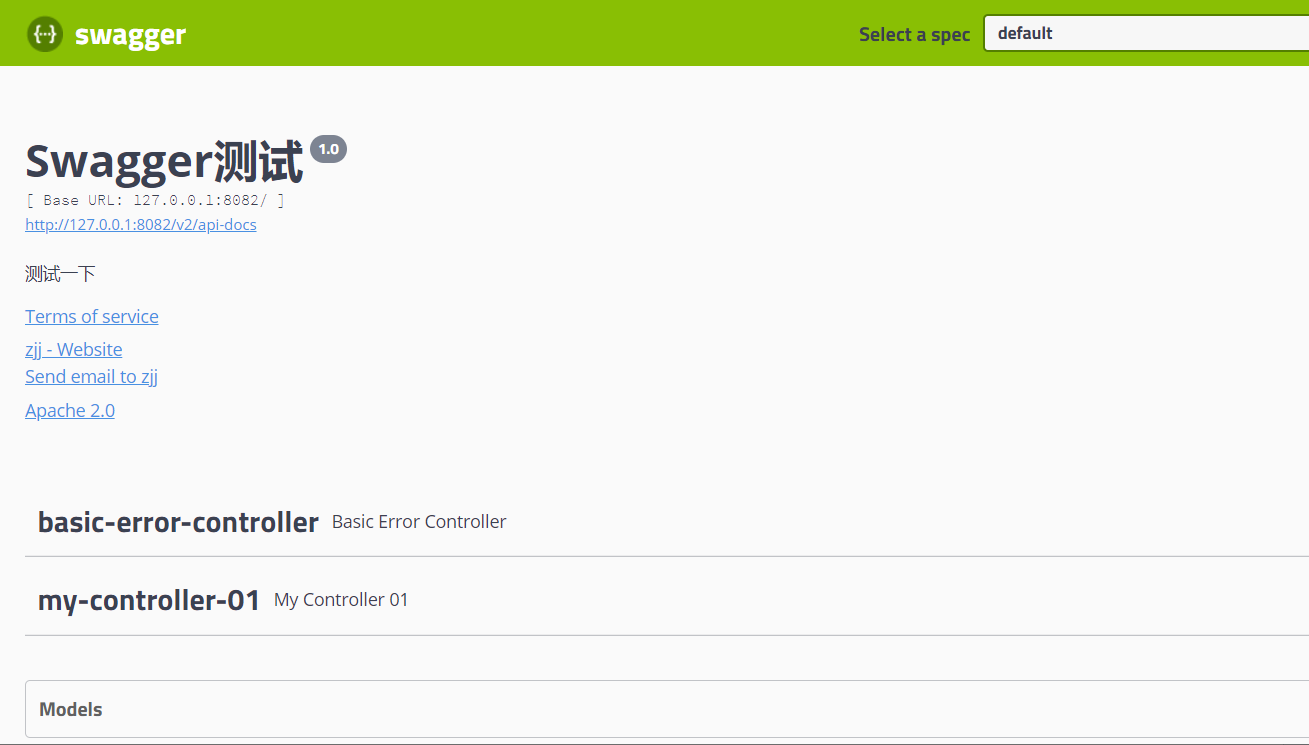 {...} swagger Select a spec default
Swagger测试 1.0
[ Base URL: 127.0.0.1:8082/ ]
http://127.0.0.1:8082/v2/api-docs
测试一下
Terms of service
zjj - Website
Send email to zjj
Apache 2.0
basic-error-controller Basic Error Controller
my-controller-01 My Controller 01
Models